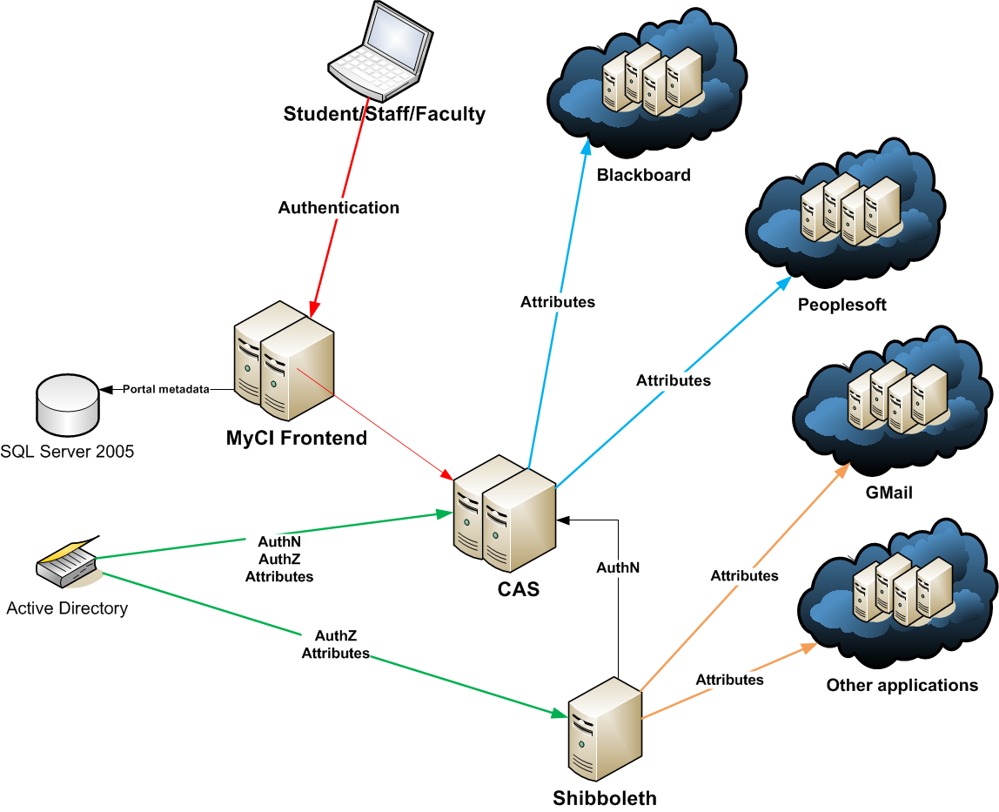 Student/Staff/Faculty
Blackboard
Authentication
Attributes
Peoplesoft
Attributes
Portal metadata
MyCI Frontend
SQL Server 2005
GMail
AuthN
AuthZ
Attributes
CAS
AuthN
Attributes
Active Directory
AuthZ
Attributes
Attributes
Other applications
Shibboleth